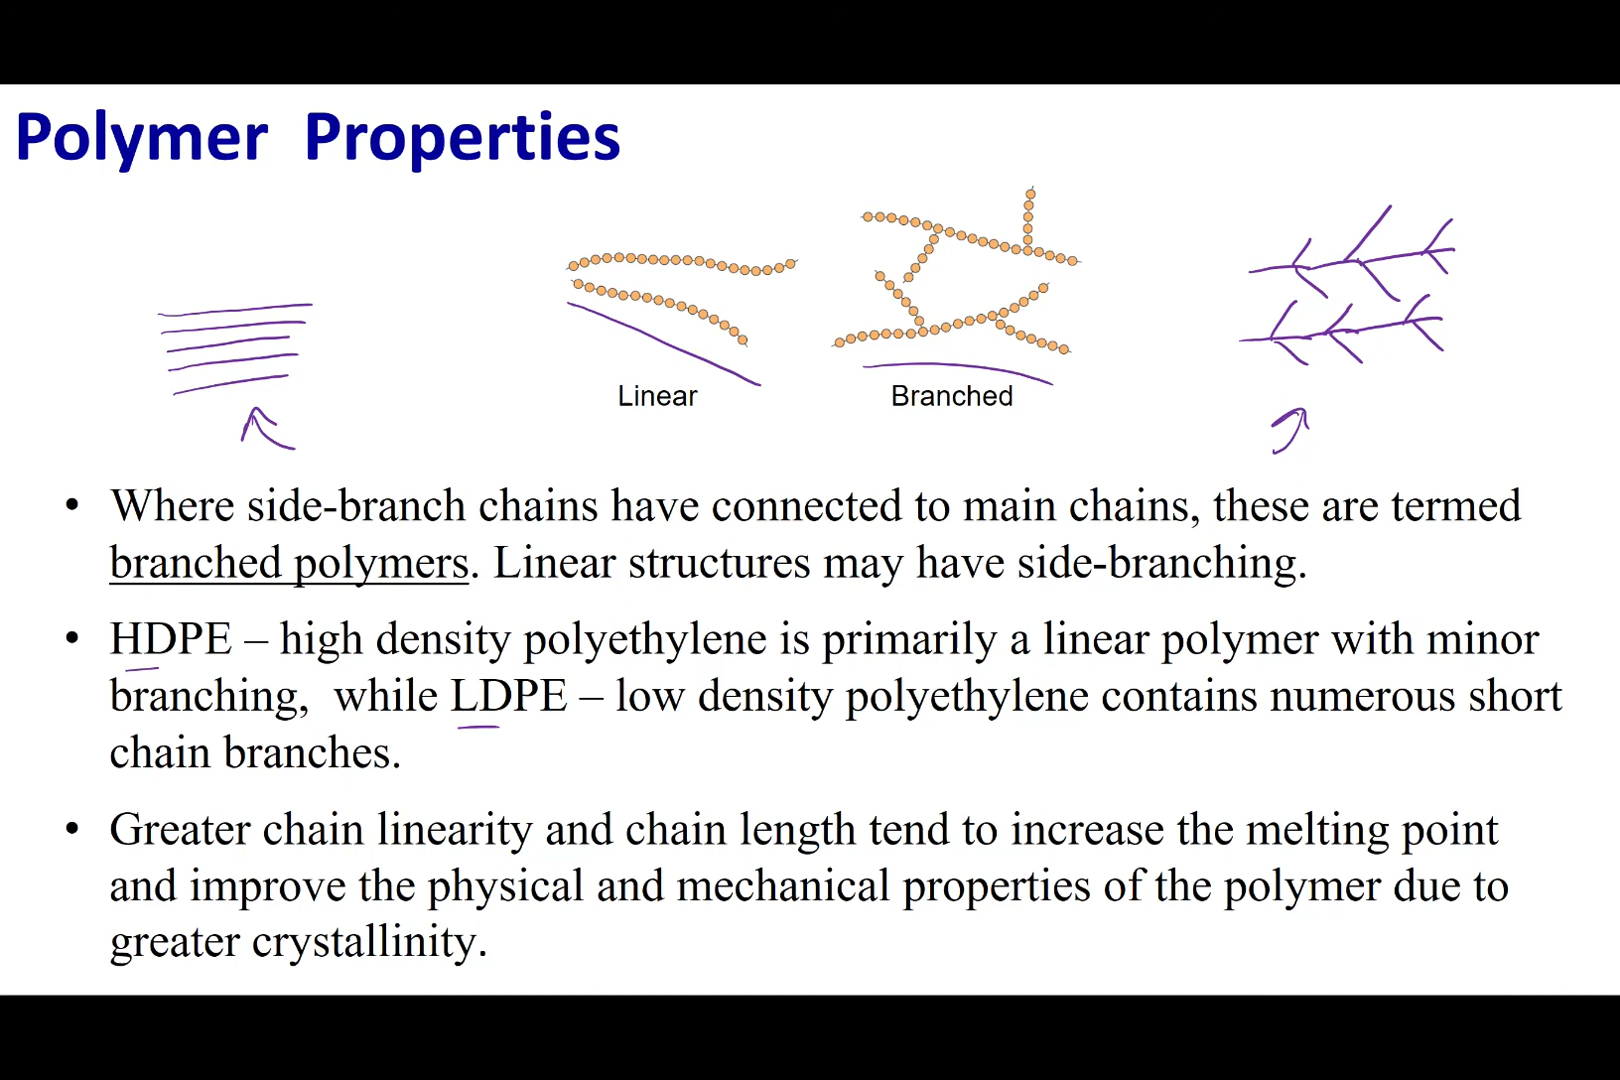 Polymer Properties
Linear
Branched
• Where side-branch chains have connected to main chains, these are termed
branched polymers. Linear structures may have side-branching.
• HDPE – high density polyethylene is primarily a linear polymer with minor
branching, while LDPE – low density polyethylene contains numerous short
chain branches.
• Greater chain linearity and chain length tend to increase the melting point
and improve the physical and mechanical properties of the polymer due to
greater crystallinity.